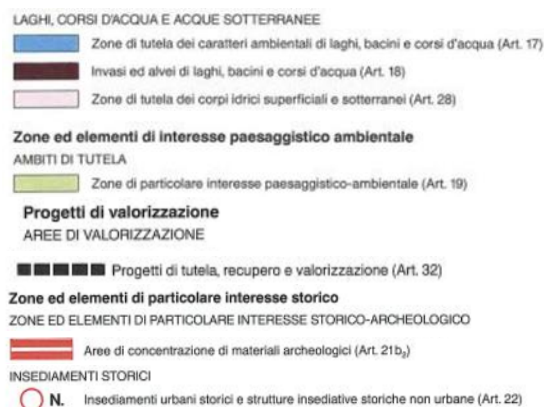 LAGHI, CORSI D'ACQUA E ACQUE SOTTERRANEE
Zone di tutela dei caratteri ambientali di laghi, bacini e corsi d'acqua (Art. 17)
Invasi ed alvei di laghi, bacini e corsi d'acqua (Art. 18)
Zone di tutela dei corpi idrici superficiali e sotterranei (Art. 28)
Zone ed elementi di interesse paesaggistico ambientale
AMBITI DI TUTELA
Zone di particolare interesse paesaggistico-ambientale (Art. 19)
Progetti di valorizzazione
AREE DI VALORIZZAZIONE
Progetti di tutela, recupero e valorizzazione (Art. 32)
Zone ed elementi di particolare interesse storico
ZONE ED ELEMENTI DI PARTICOLARE INTERESSE STORICO-ARCHEOLOGICO
Aree di concentrazione di materiali archeologici (Art. 21b₂)
INSEDIAMENTI STORICI
N. Insediamenti urbani storici e strutture insediative storiche non urbane (Art. 22)